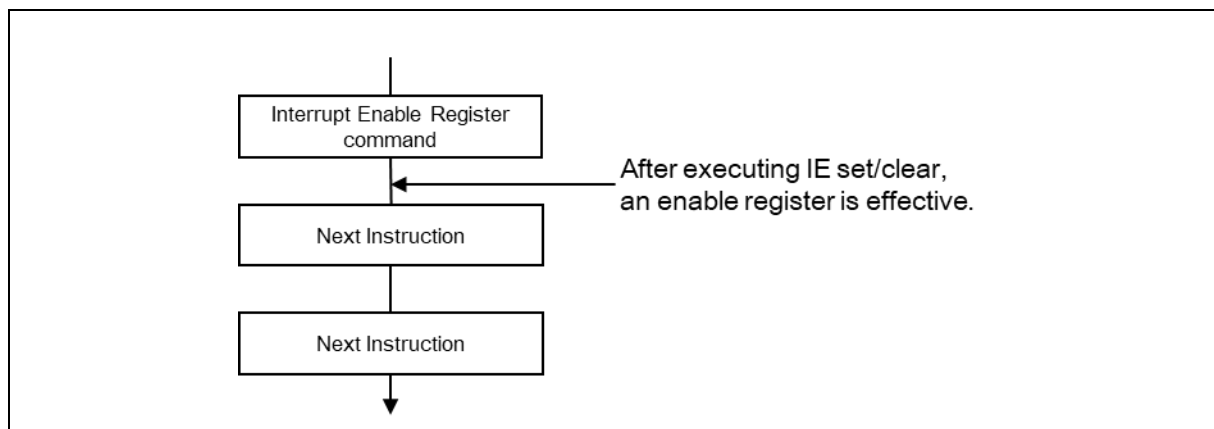 Interrupt Enable Register
command
After executing IE set/clear,
an enable register is effective.
Next Instruction
Next Instruction